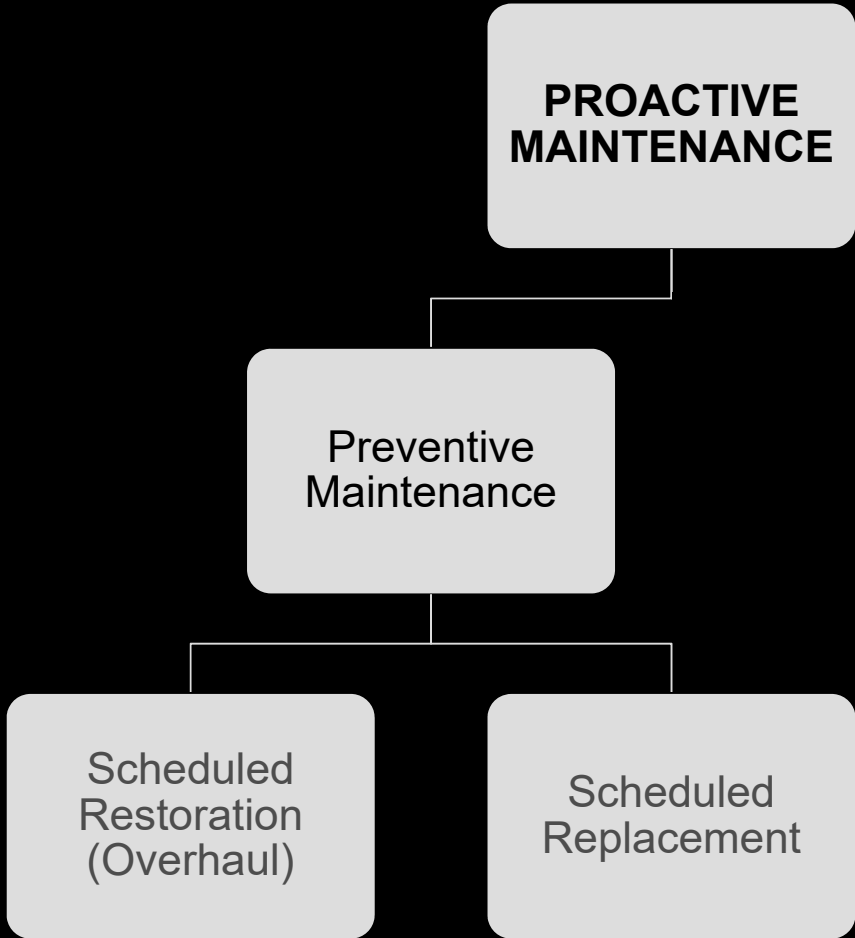 PROACTIVE
MAINTENANCE
Preventive
Maintenance
Scheduled
Restoration
(Overhaul)
Scheduled
Replacement